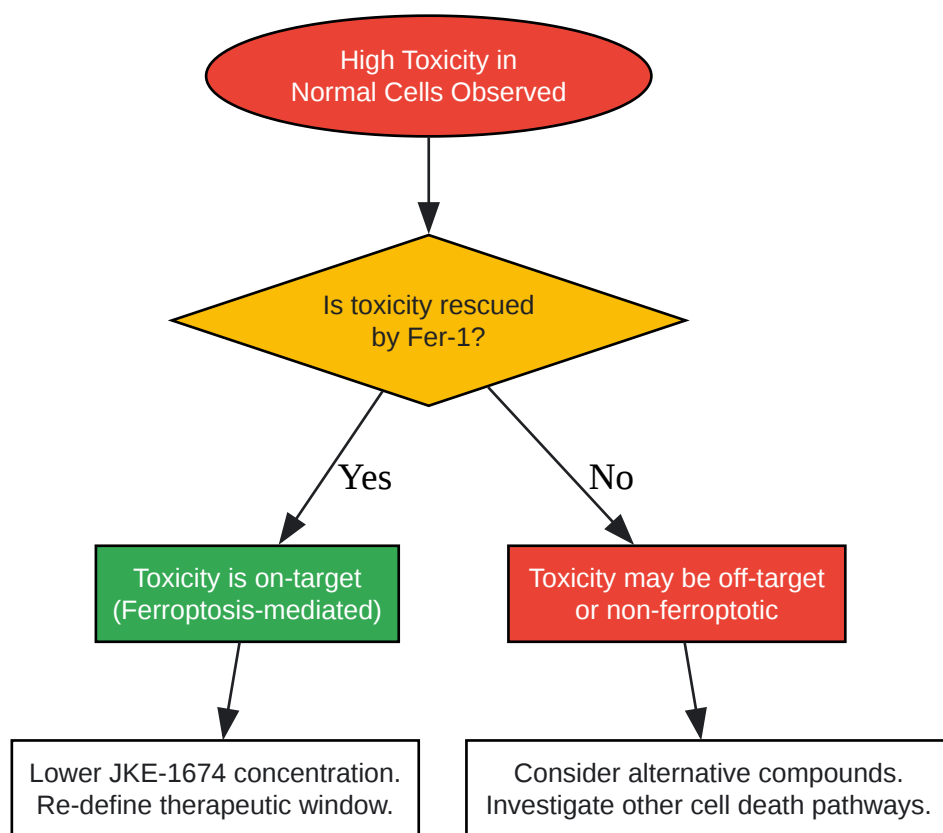 High Toxicity in
Normal Cells Observed
Is toxicity rescued
by Fer-1?
Yes
No
Toxicity is on-target
(Ferroptosis-mediated)
Toxicity may be off-target
or non-ferroptotic
Lower JKE-1674 concentration.
Re-define therapeutic window.
Consider alternative compounds.
Investigate other cell death pathways.